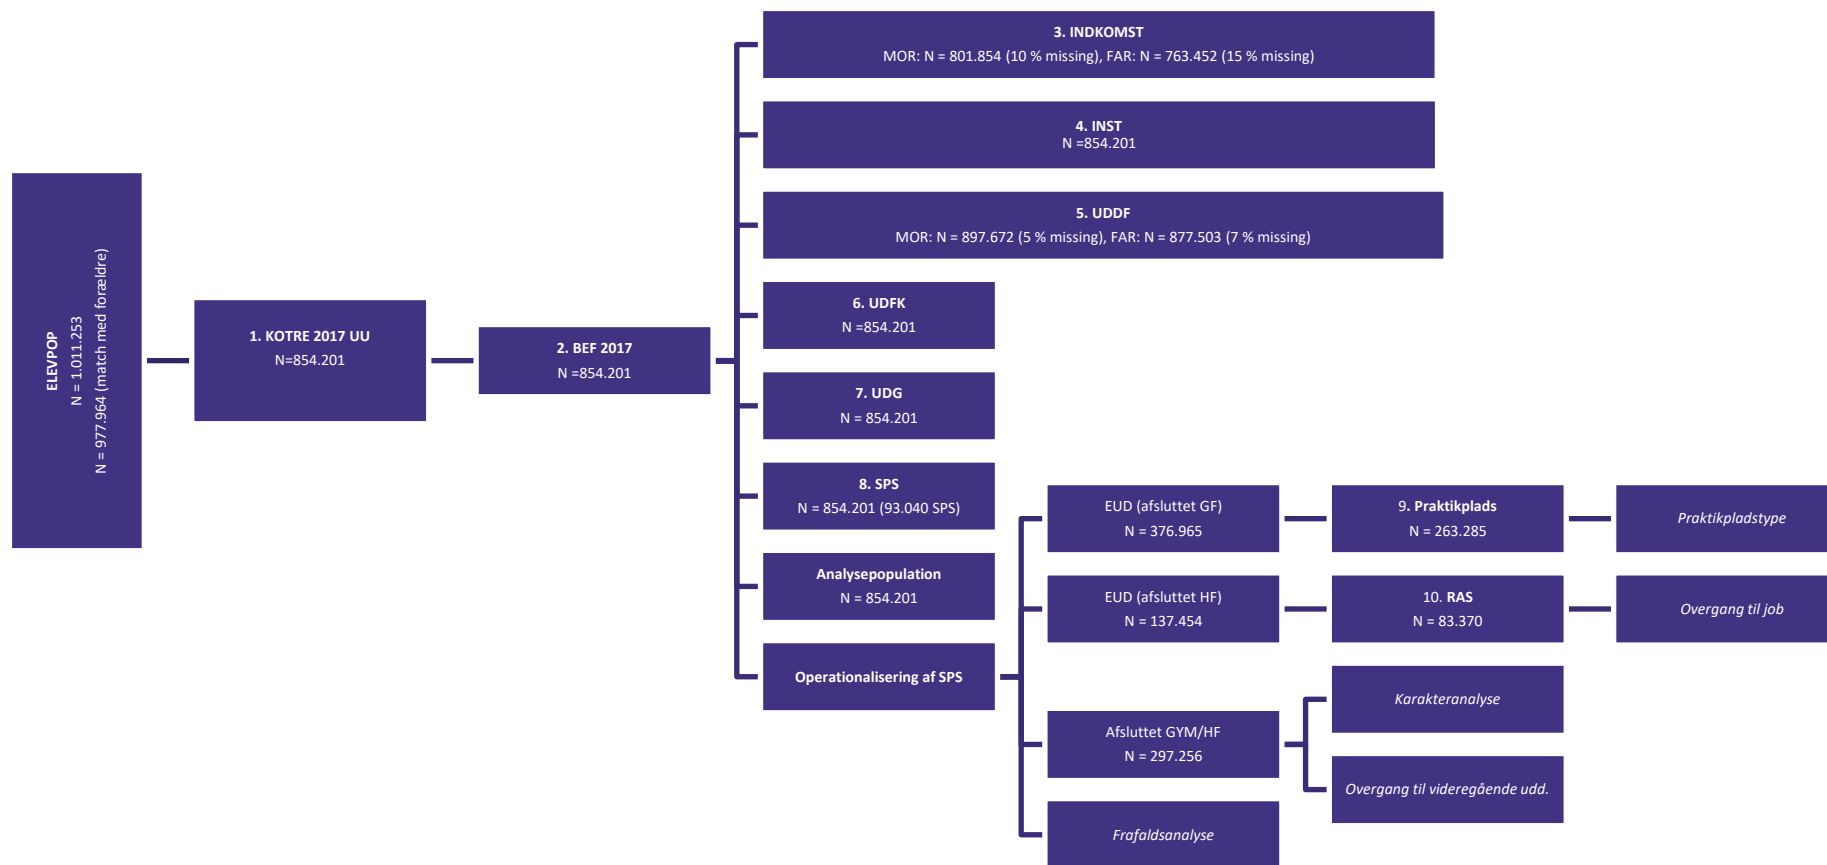 ELEVPOP
N = 1.011.253
N = 977.964 (match med forældre)
1. KOTRE 2017 UU
N=854.201
2. BEF 2017
N =854.201
3. INDKOMST
MOR: N = 801.854 (10 % missing), FAR: N = 763.452 (15 % missing)
4. INST
N =854.201
5. UDDF
MOR: N = 897.672 (5 % missing), FAR: N = 877.503 (7 % missing)
6. UDFK
N =854.201
7. UDG
N = 854.201
8. SPS
N = 854.201 (93.040 SPS)
Analysepopulation
N = 854.201
Operationalisering af SPS
EUD (afsluttet GF)
N = 376.965
9. Praktikplads
N = 263.285
Praktikpladstype
EUD (afsluttet HF)
N = 137.454
10. RAS
N = 83.370
Overgang til job
Afsluttet GYM/HF
N = 297.256
Karakteranalyse
Overgang til videregående udd.
Frafaldsanalyse